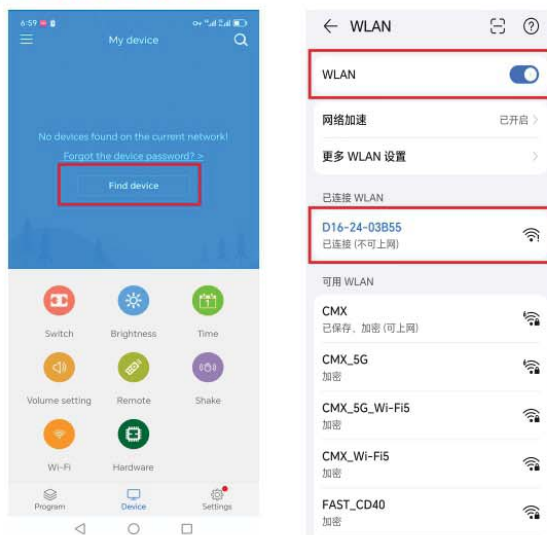 6:59
My device
No devices found on the current network!
Forgot the device password? >
Find device
Switch
Brightness
Time
Volume setting
Remote
Shake
Wi-Fi
Hardware
Program
Device
Settings
WLAN
WLAN
网络加速 已开启 >
更多 WLAN 设置 >
已连接 WLAN
D16-24-03B55
已连接 (不可上网)
可用 WLAN
CMX
已保存、加密 (可上网)
CMX_5G
加密
CMX_5G_Wi-Fi5
加密
CMX_Wi-Fi5
加密
FAST_CD40
加密